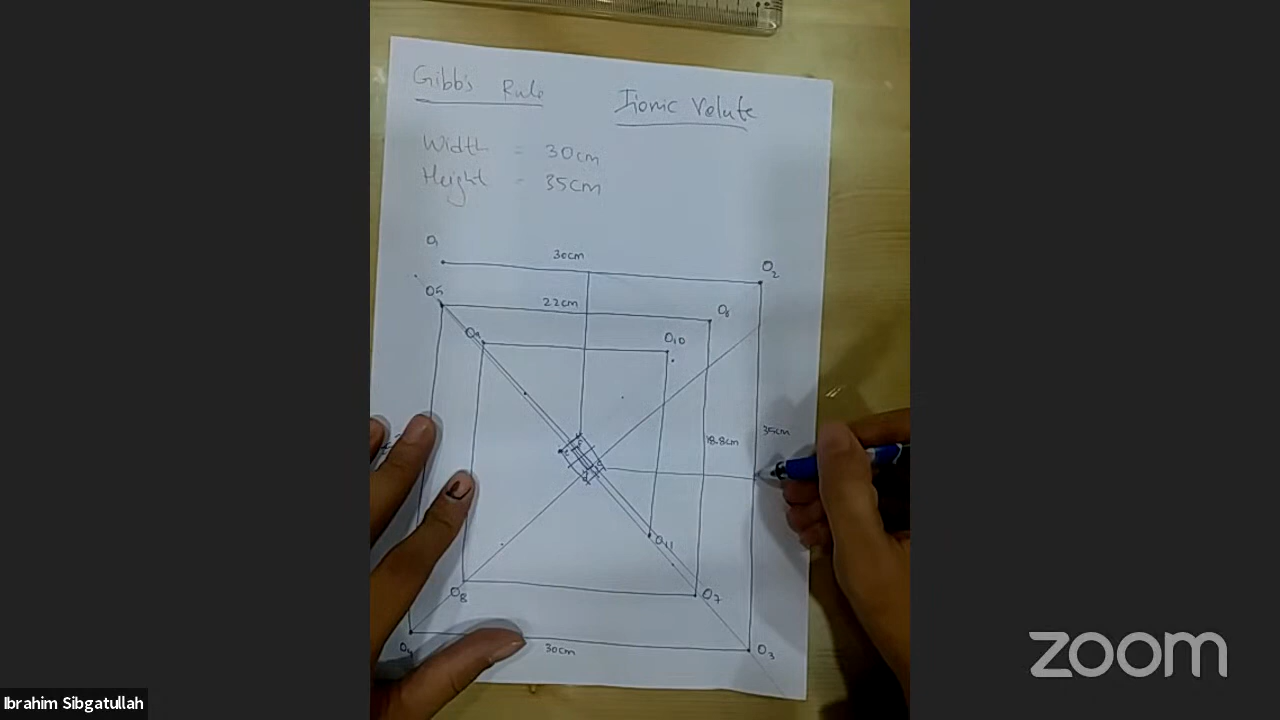 Gibb's Rule
Iionic Volute
Width = 30cm
Height = 35cm
O1
30cm
O2
O5
22cm
O6
O9
O10
18.8cm
35cm
O11
O8
O7
O4
30cm
O3
zoom
Ibrahim Sibgatullah